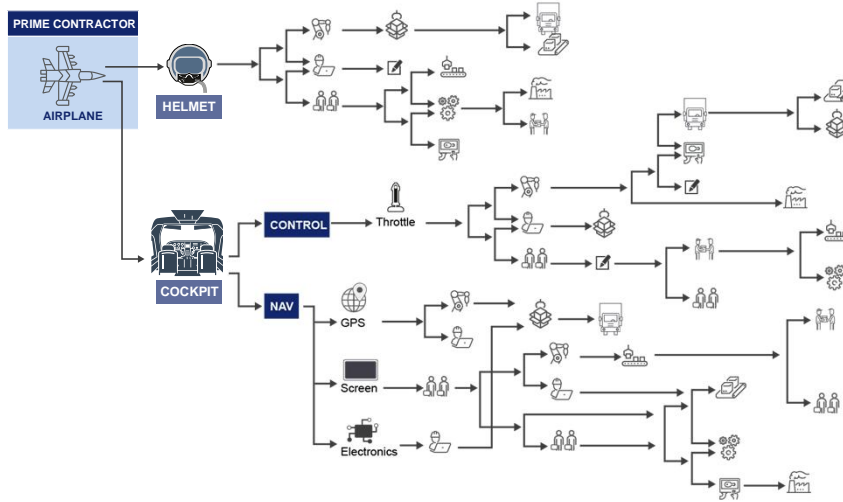 PRIME CONTRACTOR
AIRPLANE
HELMET
CONTROL
Throttle
COCKPIT
NAV
GPS
Screen
Electronics